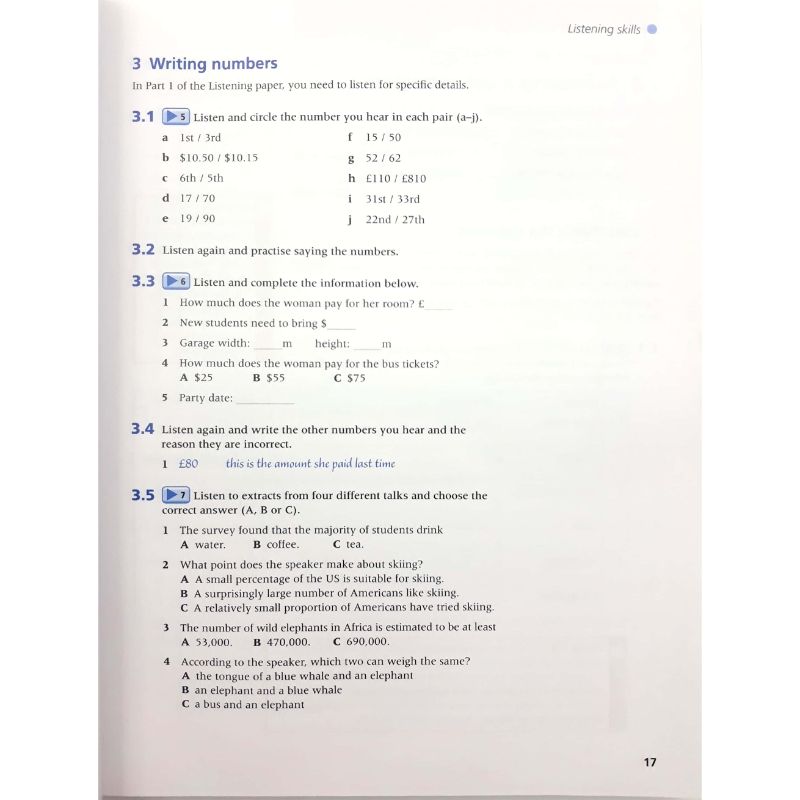 Listening skills
3 Writing numbers
In Part 1 of the Listening paper, you need to listen for specific details.
3.1 5 Listen and circle the number you hear in each pair (a–j).
a 1st / 3rd f 15 / 50
b $10.50 / $10.15 g 52 / 62
c 6th / 5th h £110 / £810
d 17 / 70 i 31st / 33rd
e 19 / 90 j 22nd / 27th
3.2 Listen again and practise saying the numbers.
3.3 6 Listen and complete the information below.
1 How much does the woman pay for her room? £____
2 New students need to bring $____
3 Garage width: ____ m height: ____ m
4 How much does the woman pay for the bus tickets?
A $25 B $55 C $75
5 Party date: ________
3.4 Listen again and write the other numbers you hear and the
reason they are incorrect.
1 £80 this is the amount she paid last time
3.5 7 Listen to extracts from four different talks and choose the
correct answer (A, B or C).
1 The survey found that the majority of students drink
A water. B coffee. C tea.
2 What point does the speaker make about skiing?
A A small percentage of the US is suitable for skiing.
B A surprisingly large number of Americans like skiing.
C A relatively small proportion of Americans have tried skiing.
3 The number of wild elephants in Africa is estimated to be at least
A 53,000. B 470,000. C 690,000.
4 According to the speaker, which two can weigh the same?
A the tongue of a blue whale and an elephant
B an elephant and a blue whale
C a bus and an elephant
17